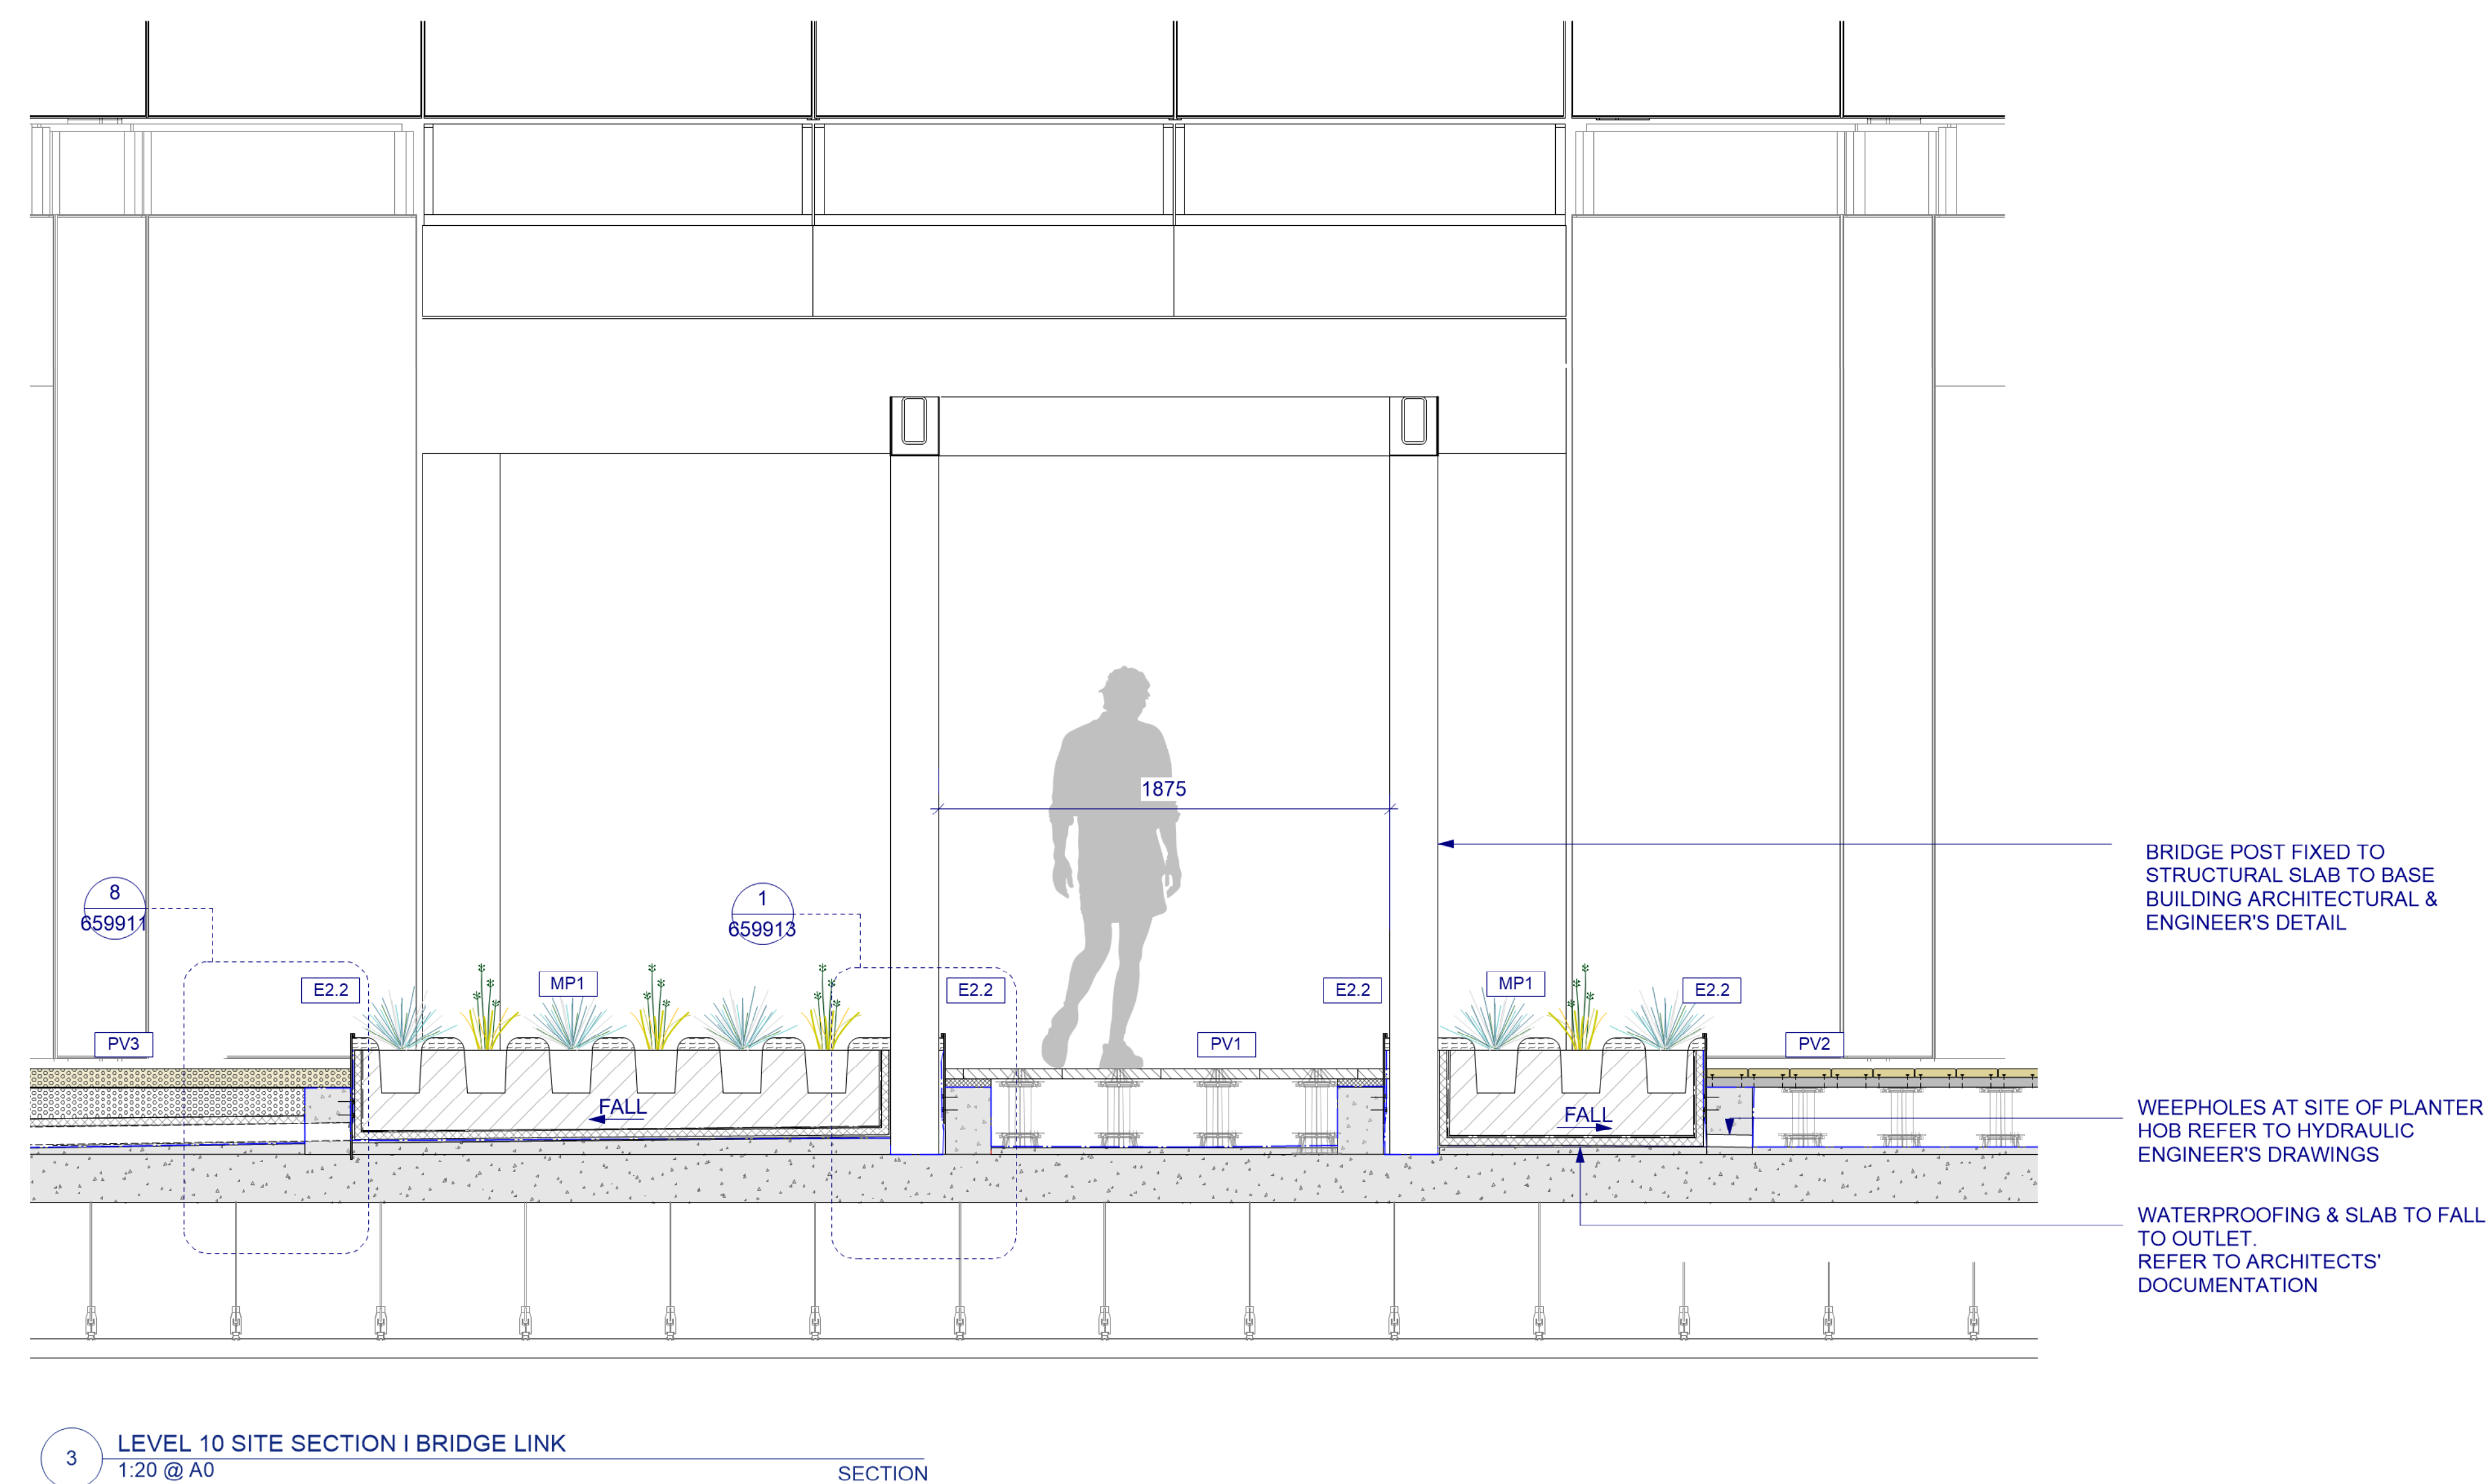 1875
BRIDGE POST FIXED TO
STRUCTURAL SLAB TO BASE
BUILDING ARCHITECTURAL &
ENGINEER'S DETAIL
8
659911
1
659913
E2.2
MP1
E2.2
E2.2
MP1
E2.2
PV3
PV1
PV2
FALL
FALL
WEEPHOLES AT SITE OF PLANTER
HOB REFER TO HYDRAULIC
ENGINEER'S DRAWINGS
WATERPROOFING & SLAB TO FALL
TO OUTLET.
REFER TO ARCHITECTS'
DOCUMENTATION
3
LEVEL 10 SITE SECTION I BRIDGE LINK
1:20 @ A0
SECTION